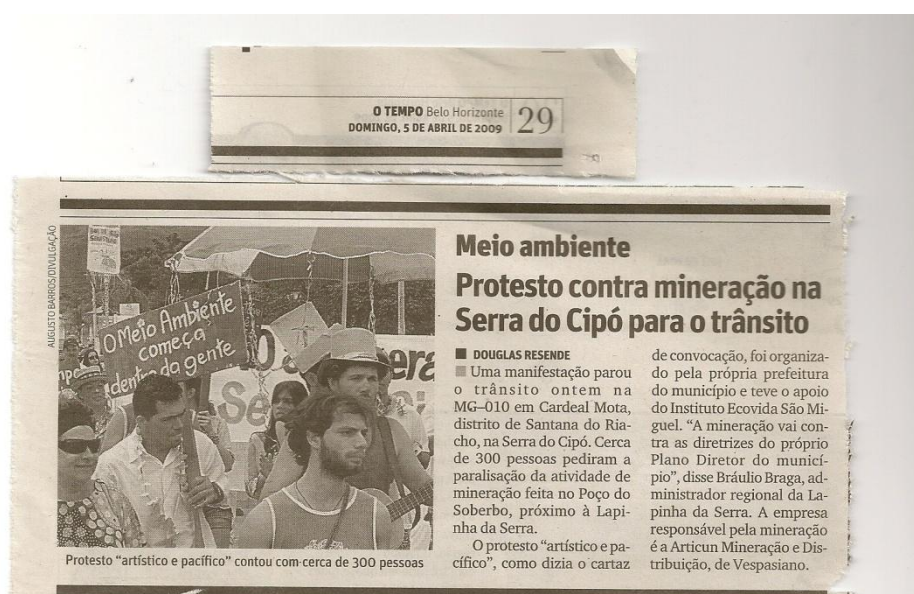 O TEMPO Belo Horizonte 29
DOMINGO, 5 DE ABRIL DE 2009
AUGUSTO BARROS/DIVULGAÇÃO
O Meio Ambiente
começa
dentro da gente
Protesto “artístico e pacífico” contou com cerca de 300 pessoas
Meio ambiente
Protesto contra mineração na
Serra do Cipó para o trânsito
DOUGLAS RESENDE
Uma manifestação parou
o trânsito ontem na
MG–010 em Cardeal Mota,
distrito de Santana do Ria-
cho, na Serra do Cipó. Cerca
de 300 pessoas pediram a
paralisação da atividade de
mineração feita no Poço do
Soberbo, próximo à Lapi-
nha da Serra.
O protesto “artístico e pa-
cífico”, como dizia o cartaz
de convocação, foi organiza-
do pela própria prefeitura
do município e teve o apoio
do Instituto Ecovida São Mi-
guel. “A mineração vai con-
tra as diretrizes do próprio
Plano Diretor do municí-
pio”, disse Bráulio Braga, ad-
ministrador regional da La-
pinha da Serra. A empresa
responsável pela mineração
é a Articun Mineração e Dis-
tribuição, de Vespasiano.